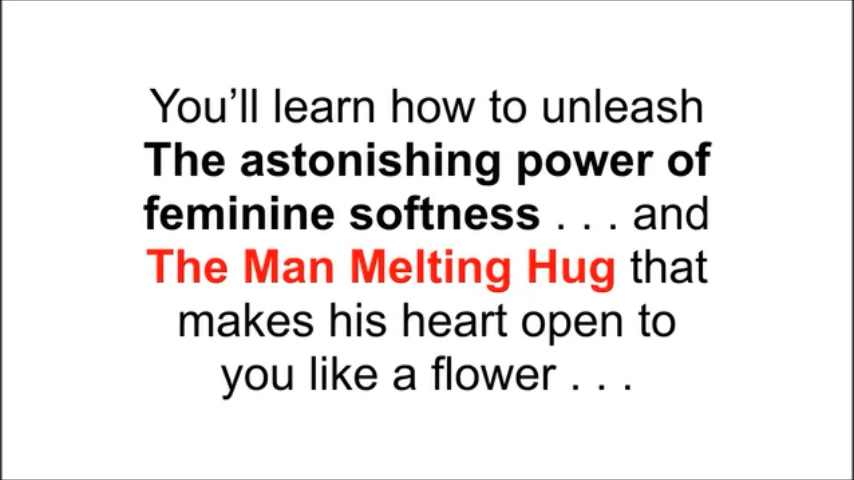 You’ll learn how to unleash
The astonishing power of
feminine softness . . . and
The Man Melting Hug that
makes his heart open to
you like a flower . . .